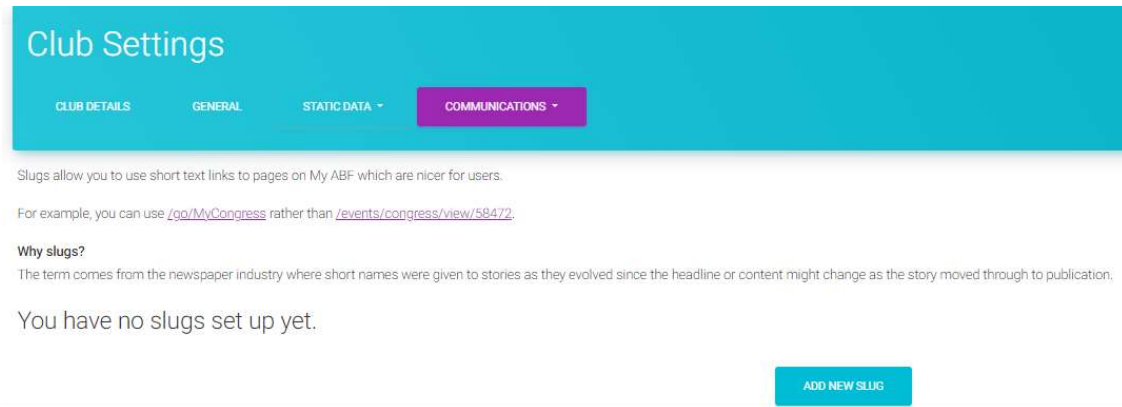 Club Settings
CLUB DETAILS GENERAL STATIC DATA COMMUNICATIONS
Slugs allow you to use short text links to pages on My ABF which are nicer for users.
For example, you can use /go/MyCongress rather than /events/congress/view/58472.
Why slugs?
The term comes from the newspaper industry where short names were given to stories as they evolved since the headline or content might change as the story moved through to publication.
You have no slugs set up yet.
ADD NEW SLUG